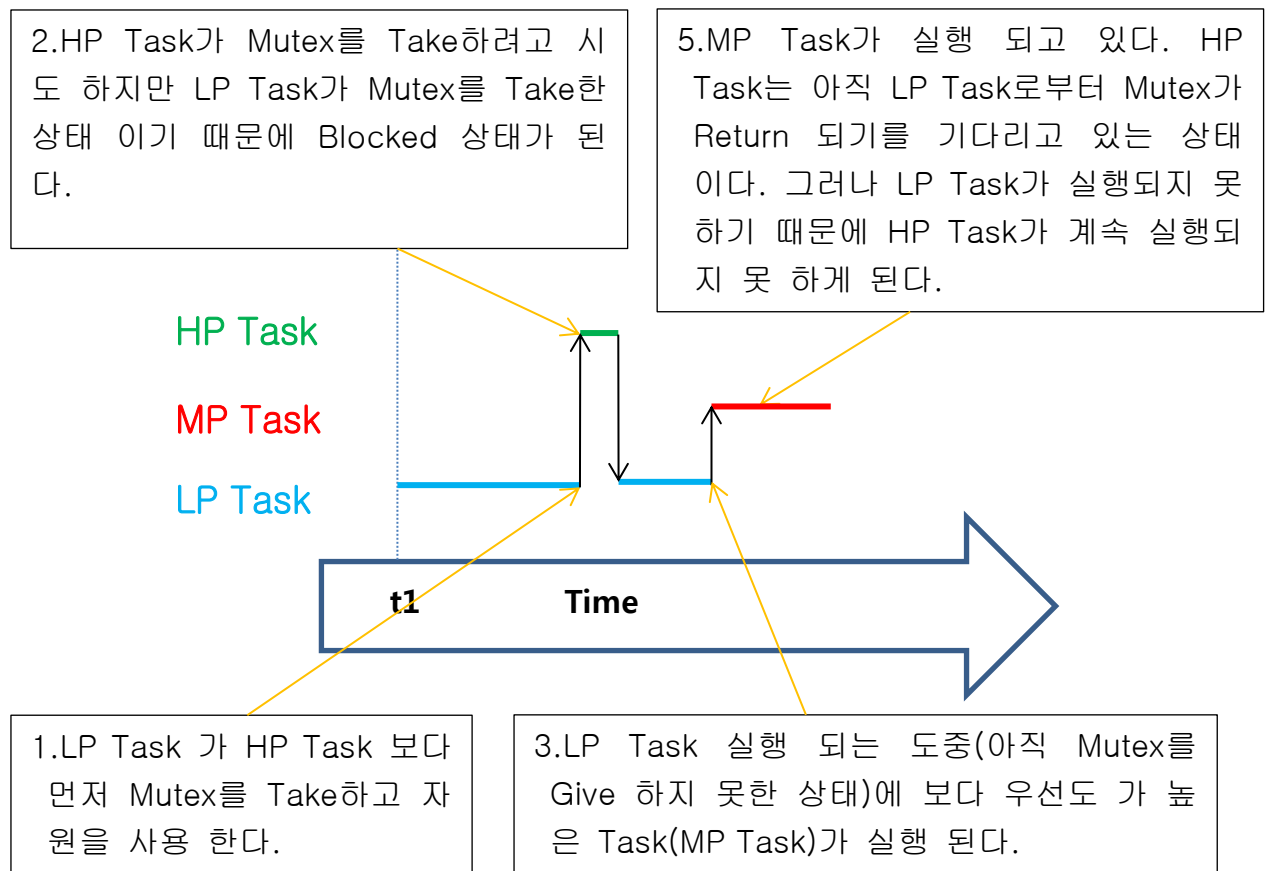 2.HP Task가 Mutex를 Take하려고 시
도 하지만 LP Task가 Mutex를 Take한
상태 이기 때문에 Blocked 상태가 된
다.
5.MP Task가 실행 되고 있다. HP
Task는 아직 LP Task로부터 Mutex가
Return 되기를 기다리고 있는 상태
이다. 그러나 LP Task가 실행되지 못
하기 때문에 HP Task가 계속 실행되
지 못 하게 된다.
HP Task
MP Task
LP Task
t1 Time
1.LP Task 가 HP Task 보다
먼저 Mutex를 Take하고 자
원을 사용 한다.
3.LP Task 실행 되는 도중(아직 Mutex를
Give 하지 못한 상태)에 보다 우선도 가 높
은 Task(MP Task)가 실행 된다.